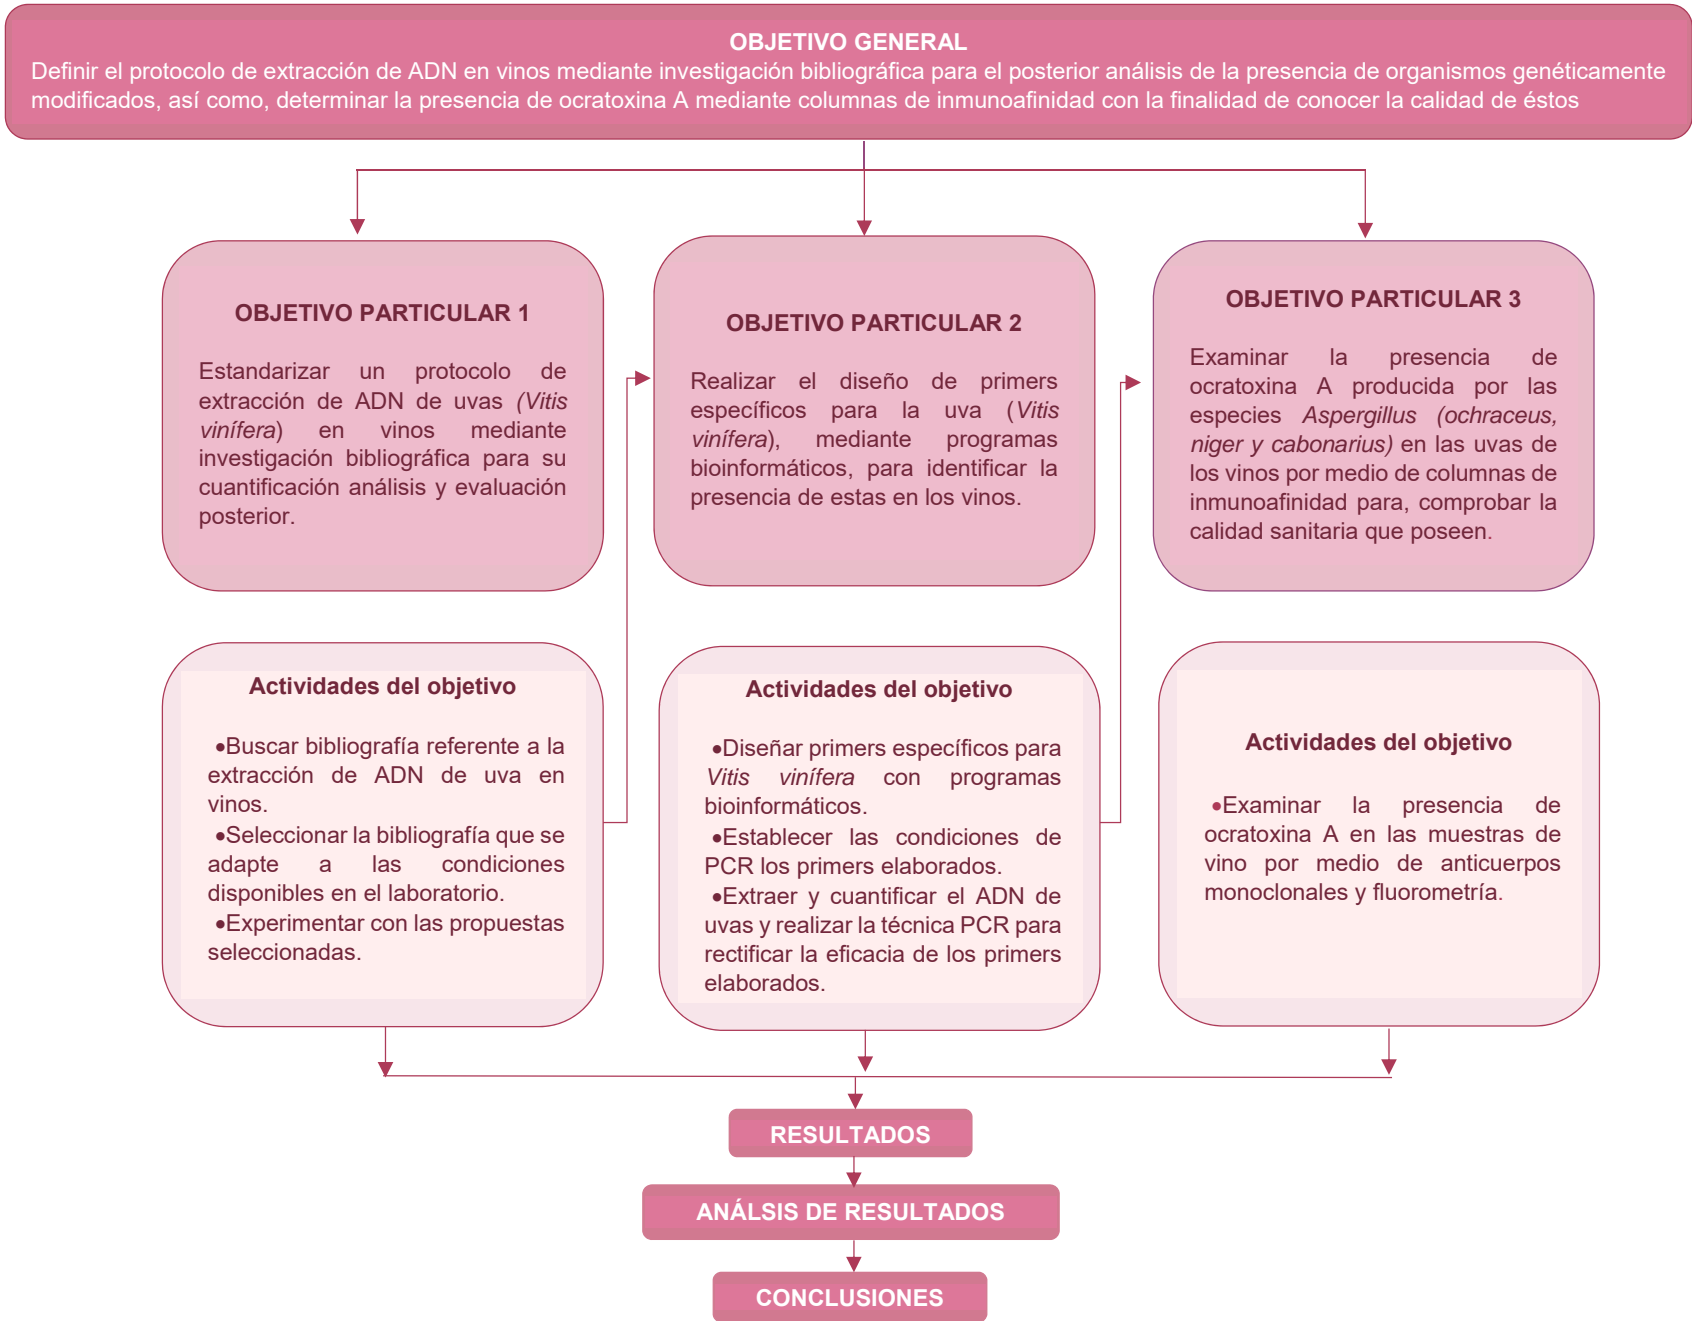 OBJETIVO GENERAL
Definir el protocolo de extracción de ADN en vinos mediante investigación bibliográfica para el posterior análisis de la presencia de organismos genéticamente
modificados, así como, determinar la presencia de ocratoxina A mediante columnas de inmunoafinidad con la finalidad de conocer la calidad de éstos
OBJETIVO PARTICULAR 1
Estandarizar un protocolo de
extracción de ADN de uvas (Vitis
vinífera) en vinos mediante
investigación bibliográfica para su
cuantificación análisis y evaluación
posterior.
OBJETIVO PARTICULAR 2
Realizar el diseño de primers
específicos para la uva (Vitis
vinífera), mediante programas
bioinformáticos, para identificar la
presencia de estas en los vinos.
OBJETIVO PARTICULAR 3
Examinar la presencia de
ocratoxina A producida por las
especies Aspergillus (ochraceus,
niger y cabonarius) en las uvas de
los vinos por medio de columnas de
inmunoafinidad para, comprobar la
calidad sanitaria que poseen.
Actividades del objetivo
•Buscar bibliografía referente a la
extracción de ADN de uva en
vinos.
•Seleccionar la bibliografía que se
adapte a las condiciones
disponibles en el laboratorio.
•Experimentar con las propuestas
seleccionadas.
Actividades del objetivo
•Diseñar primers específicos para
Vitis vinífera con programas
bioinformáticos.
•Establecer las condiciones de
PCR los primers elaborados.
•Extraer y cuantificar el ADN de
uvas y realizar la técnica PCR para
rectificar la eficacia de los primers
elaborados.
Actividades del objetivo
•Examinar la presencia de
ocratoxina A en las muestras de
vino por medio de anticuerpos
monoclonales y fluorometría.
RESULTADOS
ANÁLSIS DE RESULTADOS
CONCLUSIONES